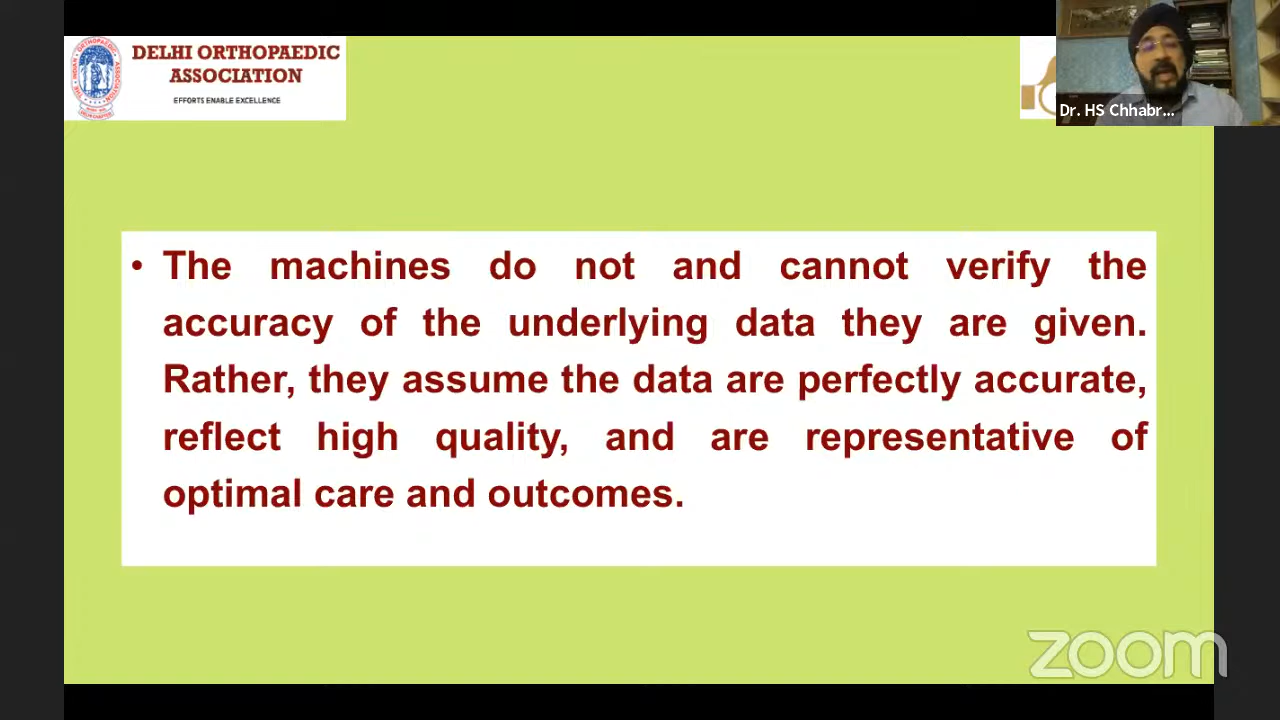 DELHI ORTHOPAEDIC
ASSOCIATION
EFFORTS ENABLE EXCELLENCE
Dr. HS Chhabr...
• The machines do not and cannot verify the
accuracy of the underlying data they are given.
Rather, they assume the data are perfectly accurate,
reflect high quality, and are representative of
optimal care and outcomes.
zoom